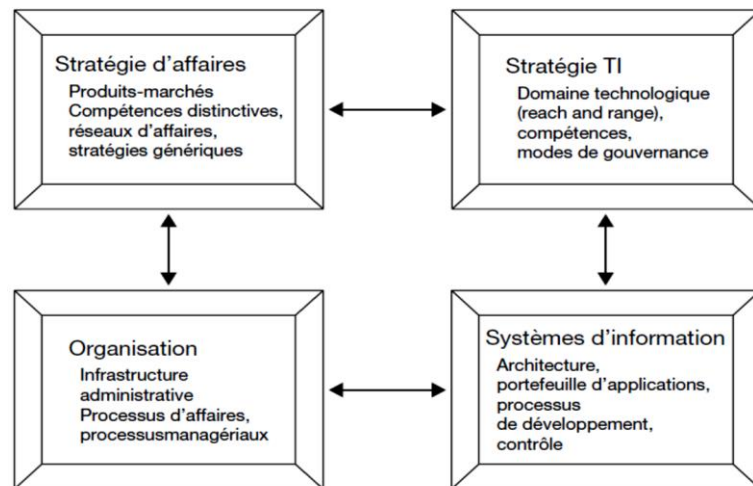 Stratégie d'affaires
Produits-marchés
Compétences distinctives,
réseaux d'affaires,
stratégies génériques
Stratégie TI
Domaine technologique
(reach and range),
compétences,
modes de gouvernance
Organisation
Infrastructure
administrative
Processus d'affaires,
processusmanagériaux
Systèmes d'information
Architecture,
portefeuille d'applications,
processus
de développement,
contrôle